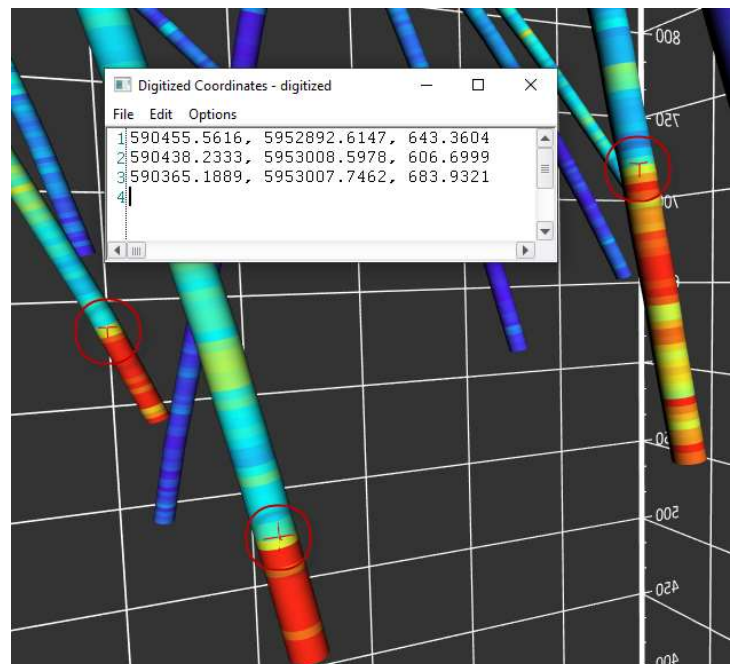 Digitized Coordinates - digitized
File Edit Options
1 590455.5616, 5952892.6147, 643.3604
2 590438.2333, 5953008.5978, 606.6999
3 590365.1889, 5953007.7462, 683.9321
4
800
750
500
450